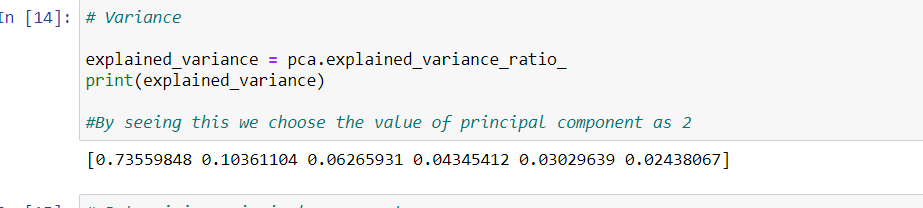 In [14]: # Variance
explained_variance = pca.explained_variance_ratio_
print(explained_variance)
#By seeing this we choose the value of principal component as 2
[0.73559848 0.10361104 0.06265931 0.04345412 0.03029639 0.02438067]